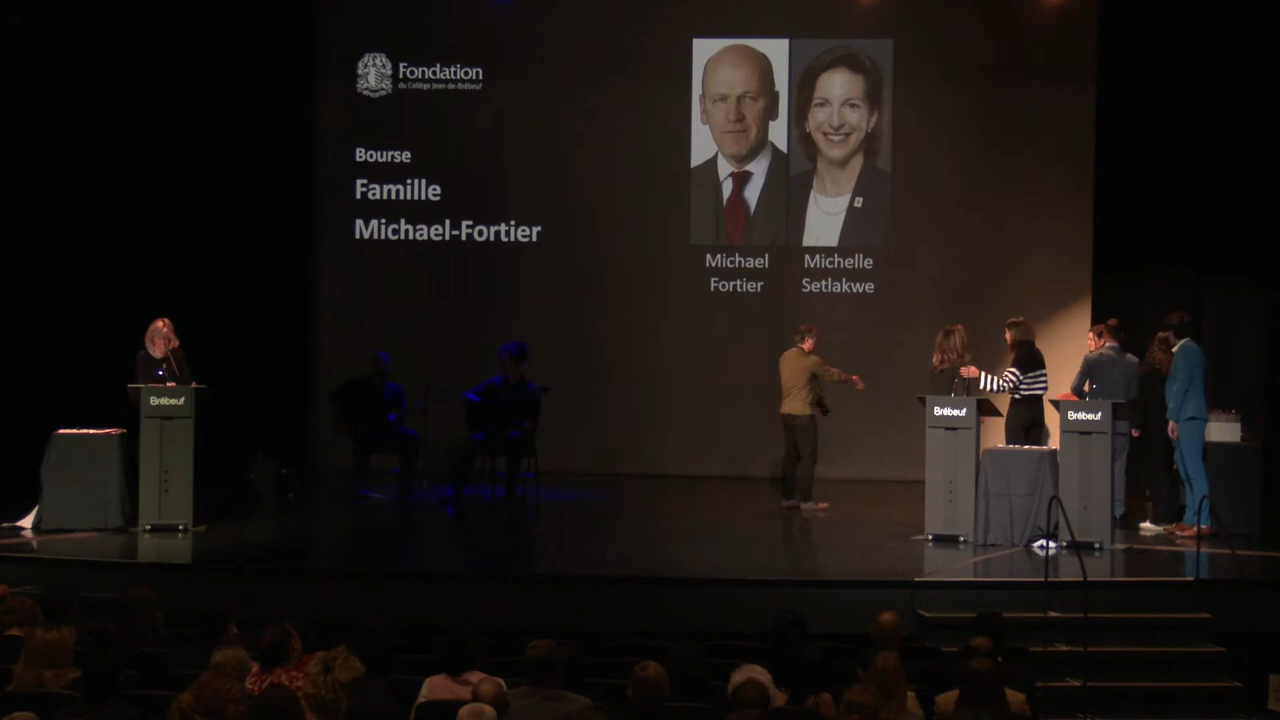 Fondation
du Collège Jean-de-Brébeuf
Bourse
Famille
Michael-Fortier
Michael
Fortier
Michelle
Setlakwe
Brébeuf
Brébeuf
Brébeuf